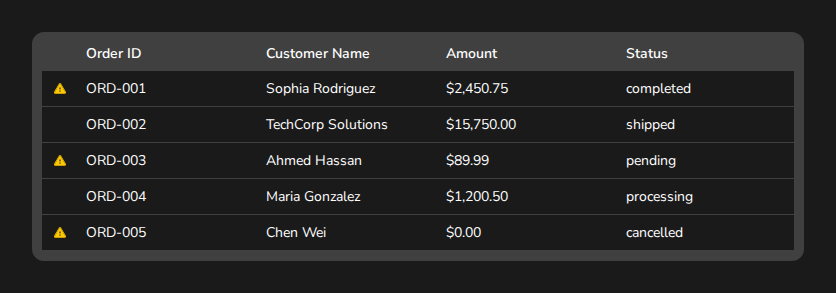 Order ID Customer Name Amount Status
ORD-001 Sophia Rodriguez $2,450.75 completed
ORD-002 TechCorp Solutions $15,750.00 shipped
ORD-003 Ahmed Hassan $89.99 pending
ORD-004 Maria Gonzalez $1,200.50 processing
ORD-005 Chen Wei $0.00 cancelled